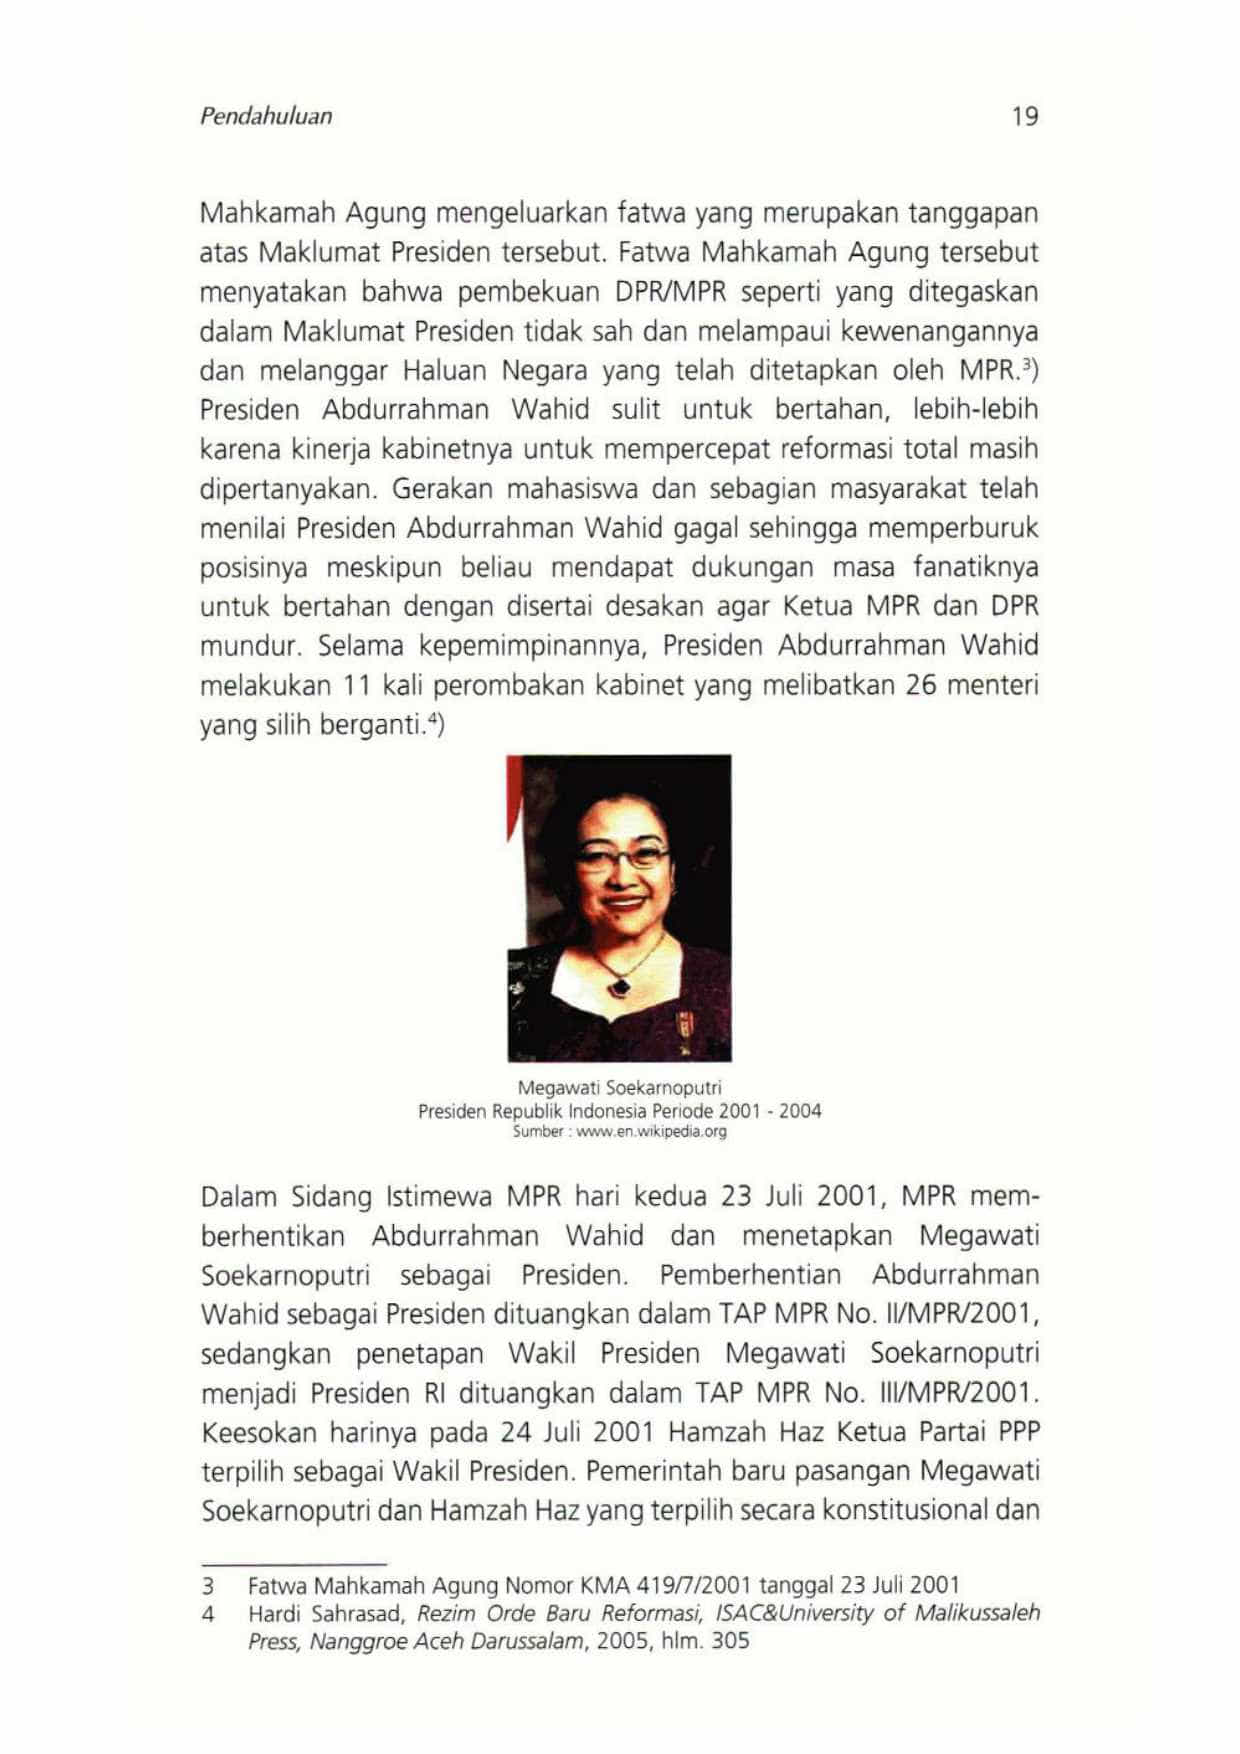 Pendahuluan 19
Mahkamah Agung mengeluarkan fatwa yang merupakan tanggapan
atas Maklumat Presiden tersebut. Fatwa Mahkamah Agung tersebut
menyatakan bahwa pembekuan DPR/MPR seperti yang ditegaskan
dalam Maklumat Presiden tidak sah dan melampaui kewenangannya
dan melanggar Haluan Negara yang telah ditetapkan oleh MPR.³)
Presiden Abdurrahman Wahid sulit untuk bertahan, lebih-lebih
karena kinerja kabinetnya untuk mempercepat reformasi total masih
dipertanyakan. Gerakan mahasiswa dan sebagian masyarakat telah
menilai Presiden Abdurrahman Wahid gagal sehingga memperburuk
posisinya meskipun beliau mendapat dukungan masa fanatiknya
untuk bertahan dengan disertai desakan agar Ketua MPR dan DPR
mundur. Selama kepemimpinannya, Presiden Abdurrahman Wahid
melakukan 11 kali perombakan kabinet yang melibatkan 26 menteri
yang silih berganti.⁴)
Megawati Soekarnoputri
Presiden Republik Indonesia Periode 2001 - 2004
Sumber : www.en.wikipedia.org
Dalam Sidang Istimewa MPR hari kedua 23 Juli 2001, MPR mem-
berhentikan Abdurrahman Wahid dan menetapkan Megawati
Soekarnoputri sebagai Presiden. Pemberhentian Abdurrahman
Wahid sebagai Presiden dituangkan dalam TAP MPR No. II/MPR/2001,
sedangkan penetapan Wakil Presiden Megawati Soekarnoputri
menjadi Presiden RI dituangkan dalam TAP MPR No. III/MPR/2001.
Keesokan harinya pada 24 Juli 2001 Hamzah Haz Ketua Partai PPP
terpilih sebagai Wakil Presiden. Pemerintah baru pasangan Megawati
Soekarnoputri dan Hamzah Haz yang terpilih secara konstitusional dan
3 Fatwa Mahkamah Agung Nomor KMA 419/7/2001 tanggal 23 Juli 2001
4 Hardi Sahrasad, Rezim Orde Baru Reformasi, ISAC&University of Malikussaleh
Press, Nanggroe Aceh Darussalam, 2005, hlm. 305